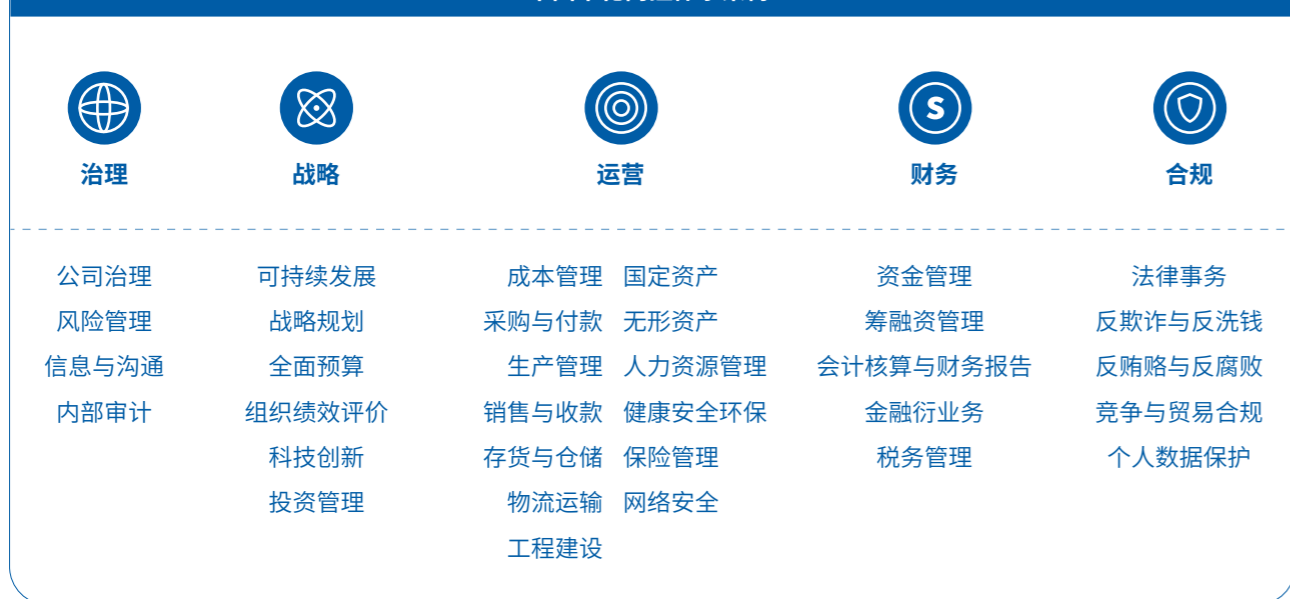 治理
公司治理
风险管理
信息与沟通
内部审计
战略
可持续发展
战略规划
全面预算
组织绩效评价
科技创新
投资管理
运营
成本管理 国定资产
采购与付款 无形资产
生产管理 人力资源管理
销售与收款 健康安全环保
存货与仓储 保险管理
物流运输 网络安全
工程建设
财务
S
资金管理
筹融资管理
会计核算与财务报告
金融衍业务
税务管理
合规
法律事务
反欺诈与反洗钱
反贿赂与反腐败
竞争与贸易合规
个人数据保护